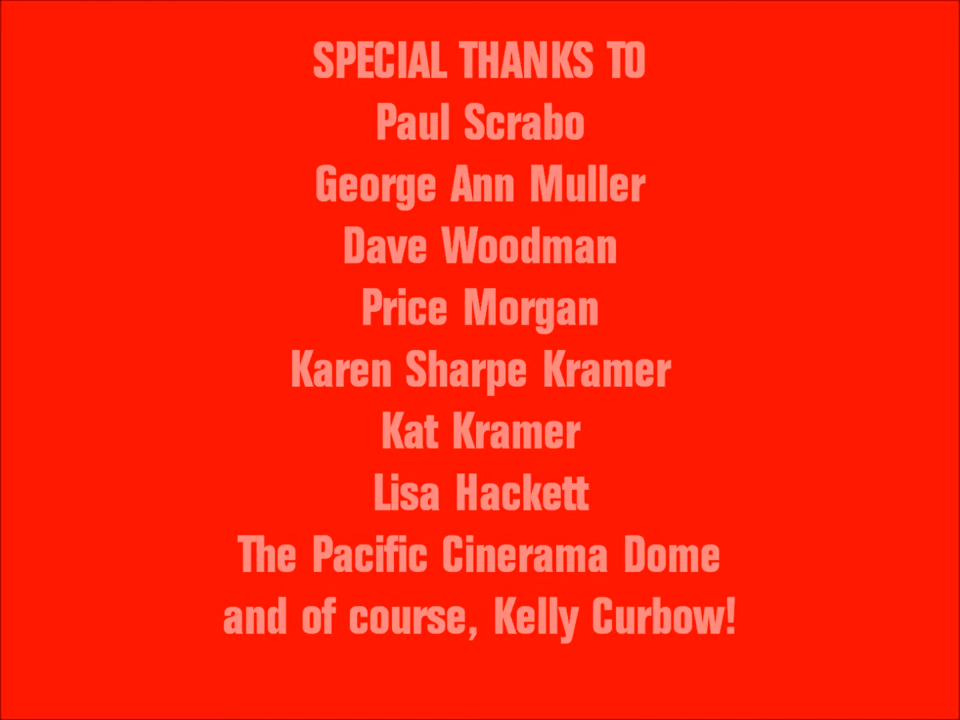 SPECIAL THANKS TO
Paul Scrabo
George Ann Muller
Dave Woodman
Price Morgan
Karen Sharpe Kramer
Kat Kramer
Lisa Hackett
The Pacific Cinerama Dome
and of course, Kelly Curbow!